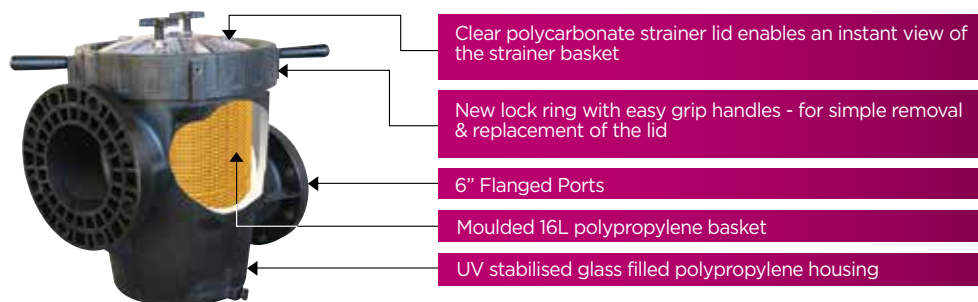 Clear polycarbonate strainer lid enables an instant view of
the strainer basket
New lock ring with easy grip handles - for simple removal
& replacement of the lid
6” Flanged Ports
Moulded 16L polypropylene basket
UV stabilised glass filled polypropylene housing